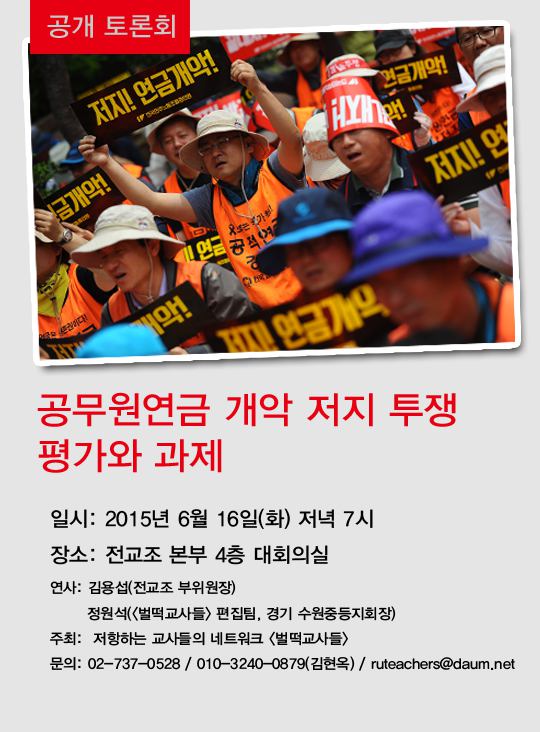 공개 토론회
저지! 연금개악!
연금개악!
저지! 연금
저지! 연금개악!
공무원연금 개악 저지 투쟁
평가와 과제
일시: 2015년 6월 16일(화) 저녁 7시
장소: 전교조 본부 4층 대회의실
연사: 김용섭(전교조 부위원장)
정원석(<벌떡교사들> 편집팀, 경기 수원중등지회장)
주최: 저항하는 교사들의 네트워크 <벌떡교사들>
문의: 02-737-0528 / 010-3240-0879(김현옥) / ruteachers@daum.net